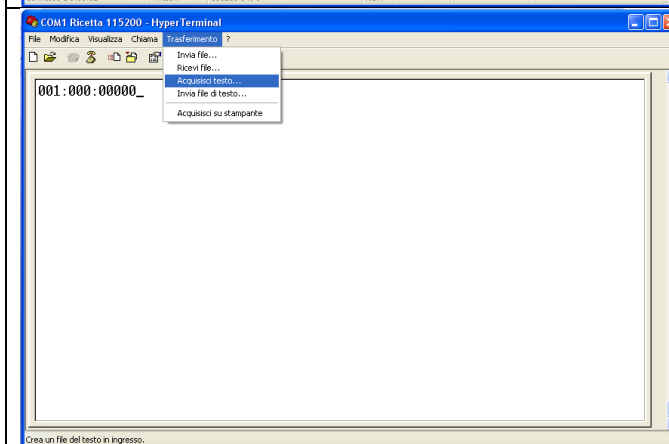 COM1 Ricetta 115200 - HyperTerminal
File Modifica Visualizza Chiama Trasferimento ?
Invia file...
Ricevi file...
Acquisisci testo...
Invia file di testo...
Acquisisci su stampante
001:000:00000_
Crea un file del testo in ingresso.